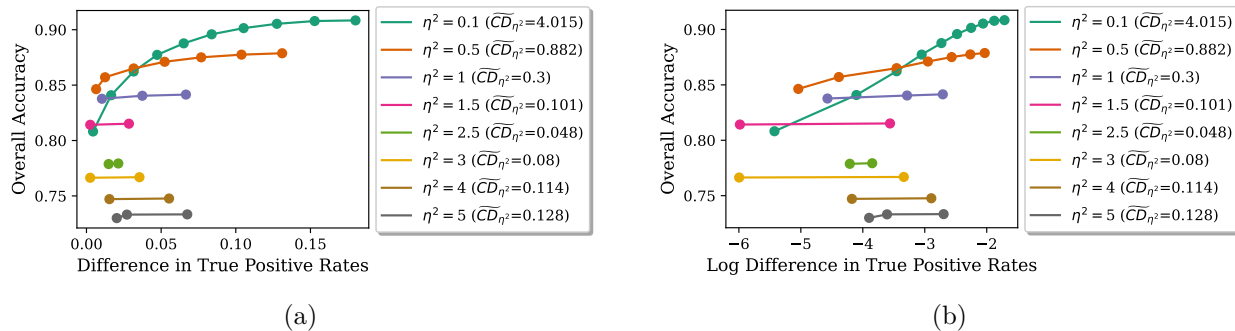 Overall Accuracy
0.90
0.85
0.80
0.75
0.00 0.05 0.10 0.15
Difference in True Positive Rates
η² = 0.1 (C͠D_η²=4.015)
η² = 0.5 (C͠D_η²=0.882)
η² = 1 (C͠D_η²=0.3)
η² = 1.5 (C͠D_η²=0.101)
η² = 2.5 (C͠D_η²=0.048)
η² = 3 (C͠D_η²=0.08)
η² = 4 (C͠D_η²=0.114)
η² = 5 (C͠D_η²=0.128)
(a)
Overall Accuracy
0.90
0.85
0.80
0.75
−6 −5 −4 −3 −2
Log Difference in True Positive Rates
η² = 0.1 (C͠D_η²=4.015)
η² = 0.5 (C͠D_η²=0.882)
η² = 1 (C͠D_η²=0.3)
η² = 1.5 (C͠D_η²=0.101)
η² = 2.5 (C͠D_η²=0.048)
η² = 3 (C͠D_η²=0.08)
η² = 4 (C͠D_η²=0.114)
η² = 5 (C͠D_η²=0.128)
(b)